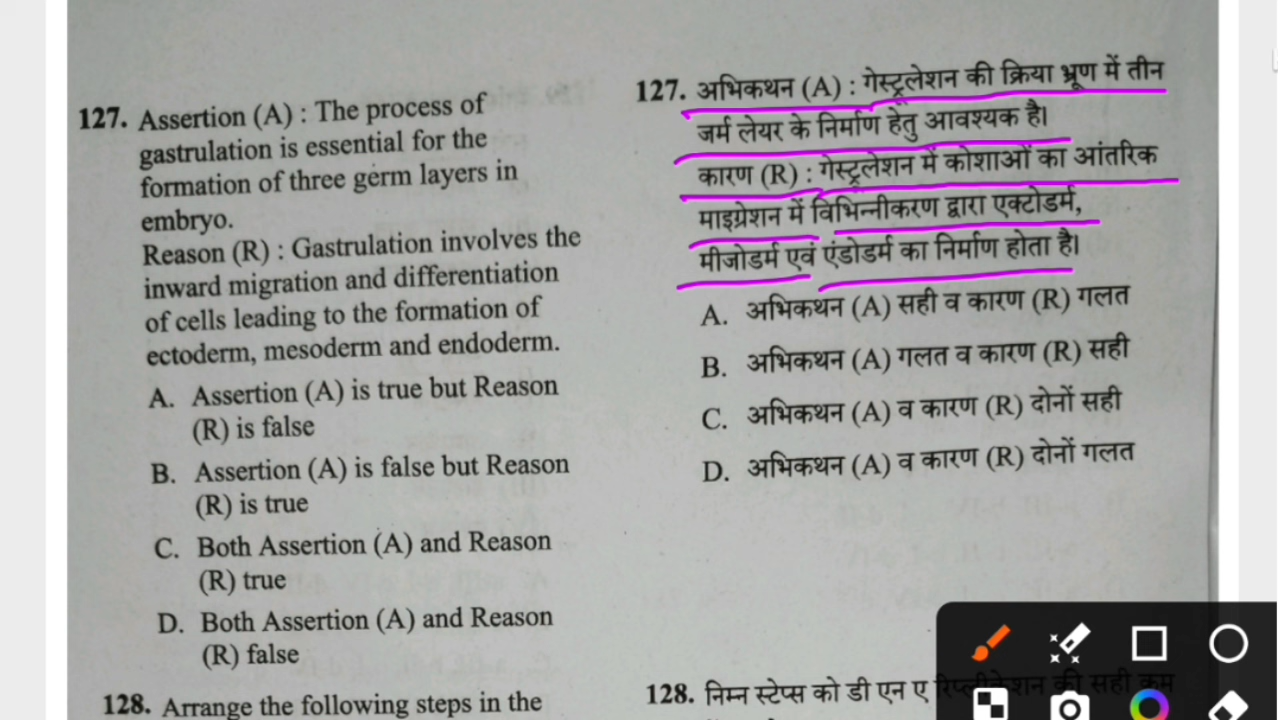 127. Assertion (A) : The process of
gastrulation is essential for the
formation of three germ layers in
embryo.
Reason (R) : Gastrulation involves the
inward migration and differentiation
of cells leading to the formation of
ectoderm, mesoderm and endoderm.
A. Assertion (A) is true but Reason
(R) is false
B. Assertion (A) is false but Reason
(R) is true
C. Both Assertion (A) and Reason
(R) true
D. Both Assertion (A) and Reason
(R) false
128. Arrange the following steps in the
127. अभिकथन (A) : गेस्ट्रूलेशन की क्रिया भ्रूण में तीन
जर्म लेयर के निर्माण हेतु आवश्यक है।
कारण (R) : गेस्ट्रूलेशन में कोशाओं का आंतरिक
माइग्रेशन में विभिन्नीकरण द्वारा एक्टोडर्म,
मीजोडर्म एवं एंडोडर्म का निर्माण होता है।
A. अभिकथन (A) सही व कारण (R) गलत
B. अभिकथन (A) गलत व कारण (R) सही
C. अभिकथन (A) व कारण (R) दोनों सही
D. अभिकथन (A) व कारण (R) दोनों गलत
128. निम्न स्टेप्स को डी एन ए रिप्लीकेशन की सही क्रम